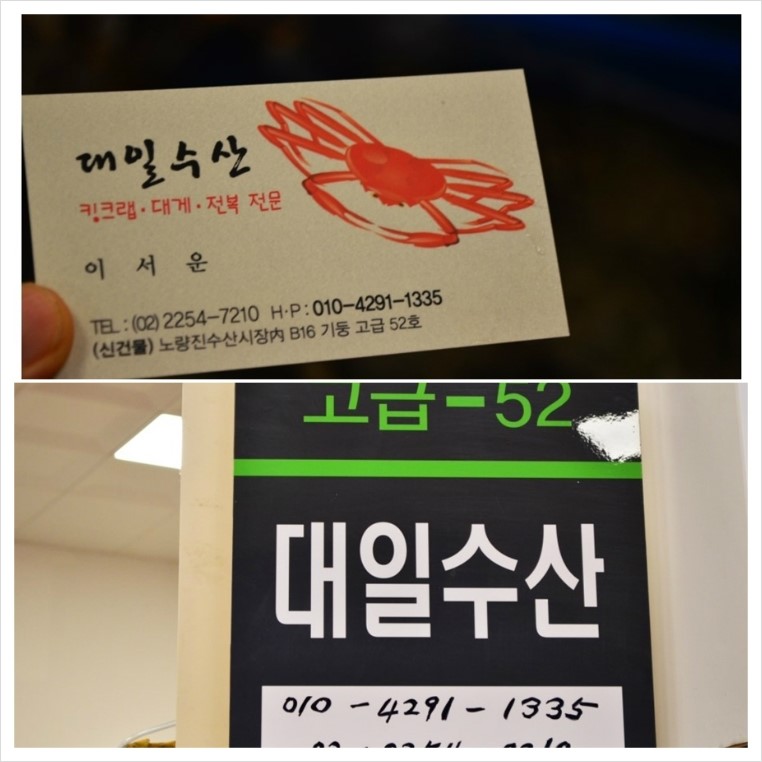 대일수산
킹크랩·대게·전복 전문
이 서 운
TEL : (02) 2254-7210 H·P : 010-4291-1335
(신건물) 노량진수산시장内 B16 기둥 고급 52호
고급-52
대일수산
010-4291-1335